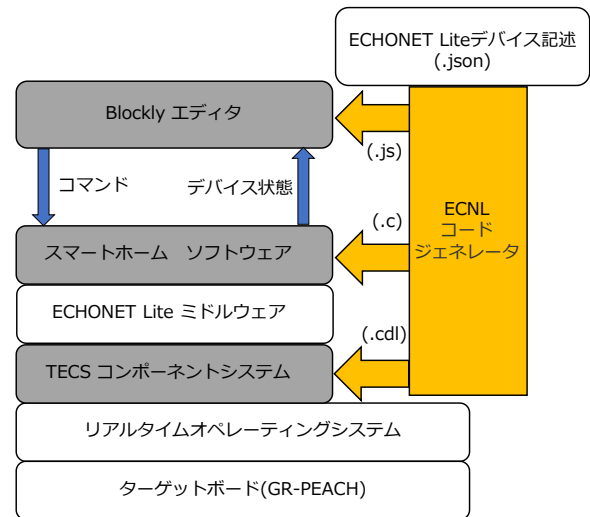 ECHONET Liteデバイス記述
(.json)
Blockly エディタ
(.js)
コマンド
デバイス状態
ECNL
コード
ジェネレータ
(.c)
スマートホーム　ソフトウェア
ECHONET Lite ミドルウェア
(.cdl)
TECS コンポーネントシステム
リアルタイムオペレーティングシステム
ターゲットボード(GR-PEACH)